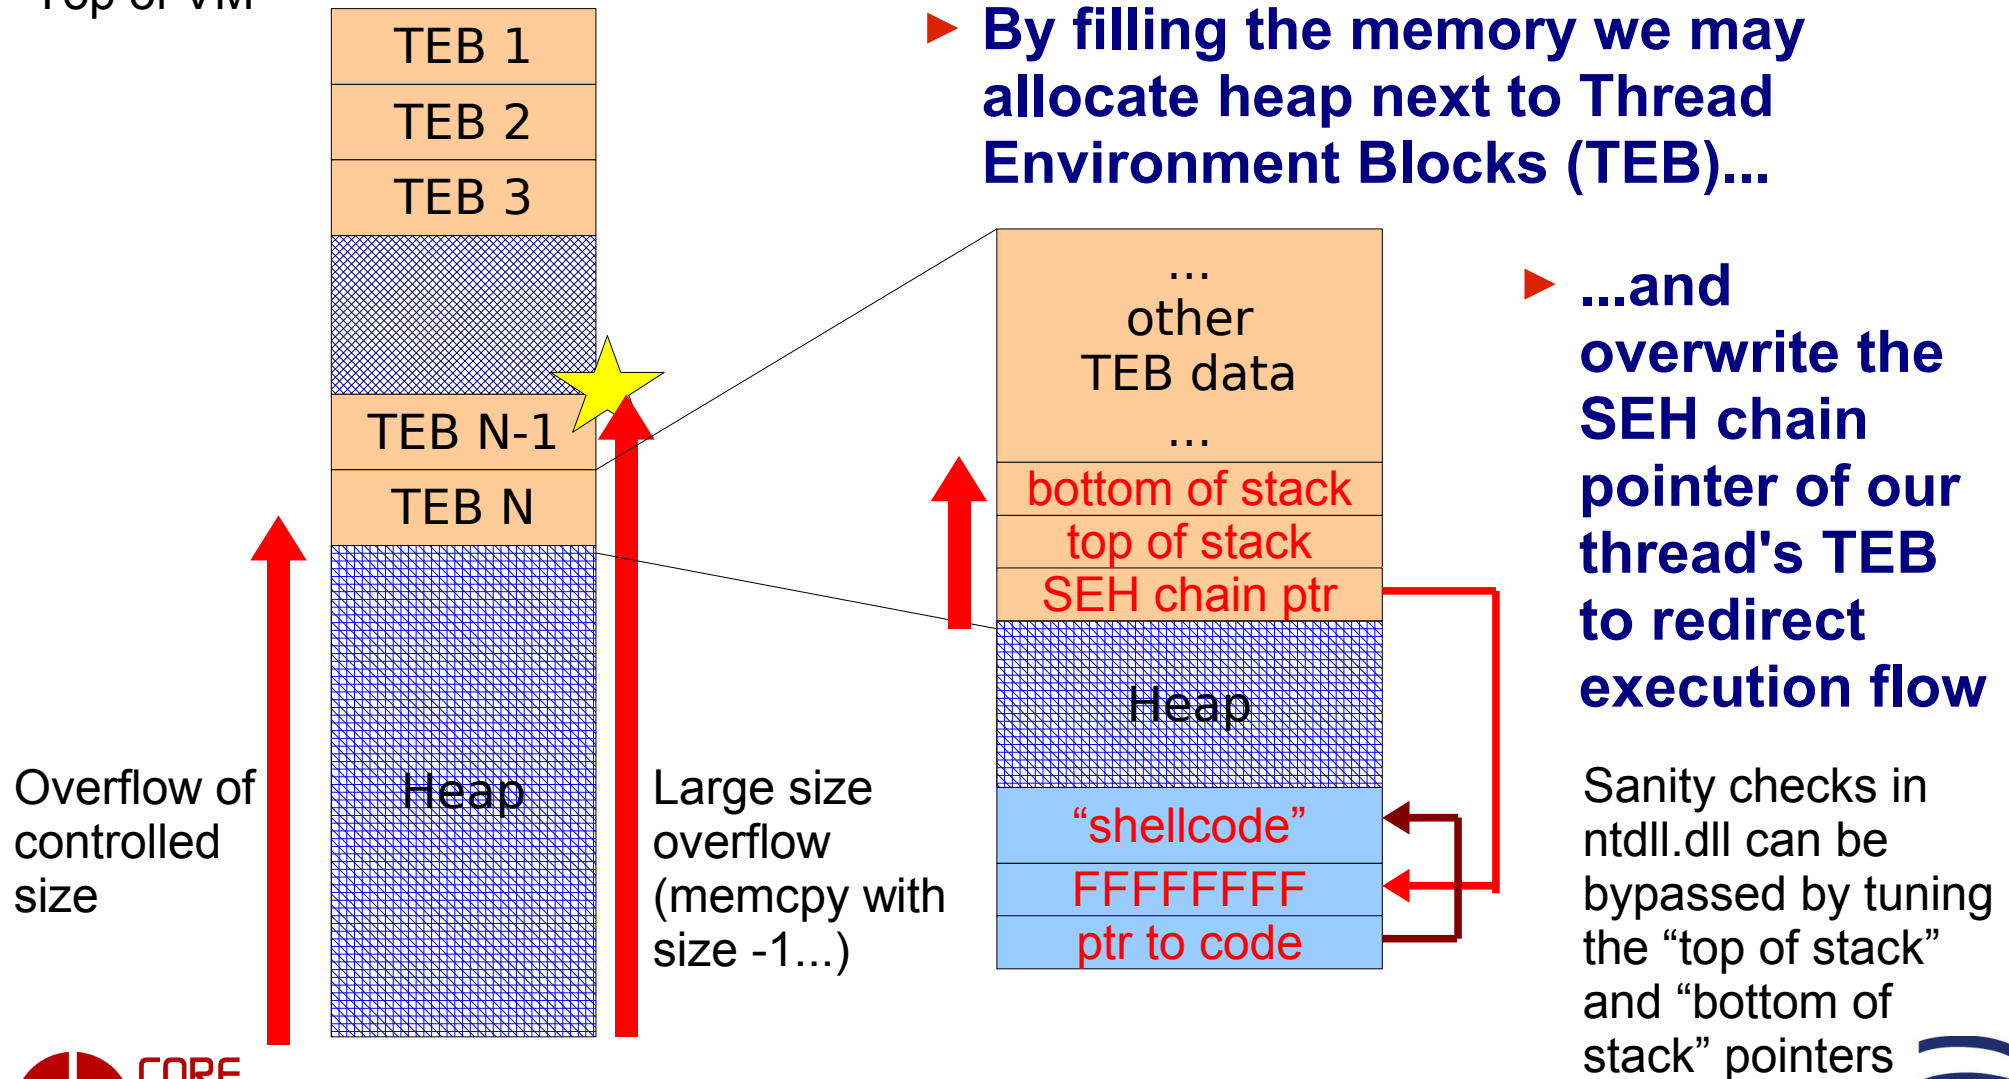 Top of VM
► By filling the memory we may
allocate heap next to Thread
Environment Blocks (TEB)...
► ...and
overwrite the
SEH chain
pointer of our
thread's TEB
to redirect
execution flow
Sanity checks in
ntdll.dll can be
bypassed by tuning
the “top of stack”
and “bottom of
stack” pointers
TEB 1
TEB 2
TEB 3
TEB N-1
TEB N
Heap
Overflow of
controlled
size
Large size
overflow
(memcpy with
size -1...)
...
other
TEB data
...
bottom of stack
top of stack
SEH chain ptr
Heap
“shellcode”
FFFFFFFF
ptr to code
CORE